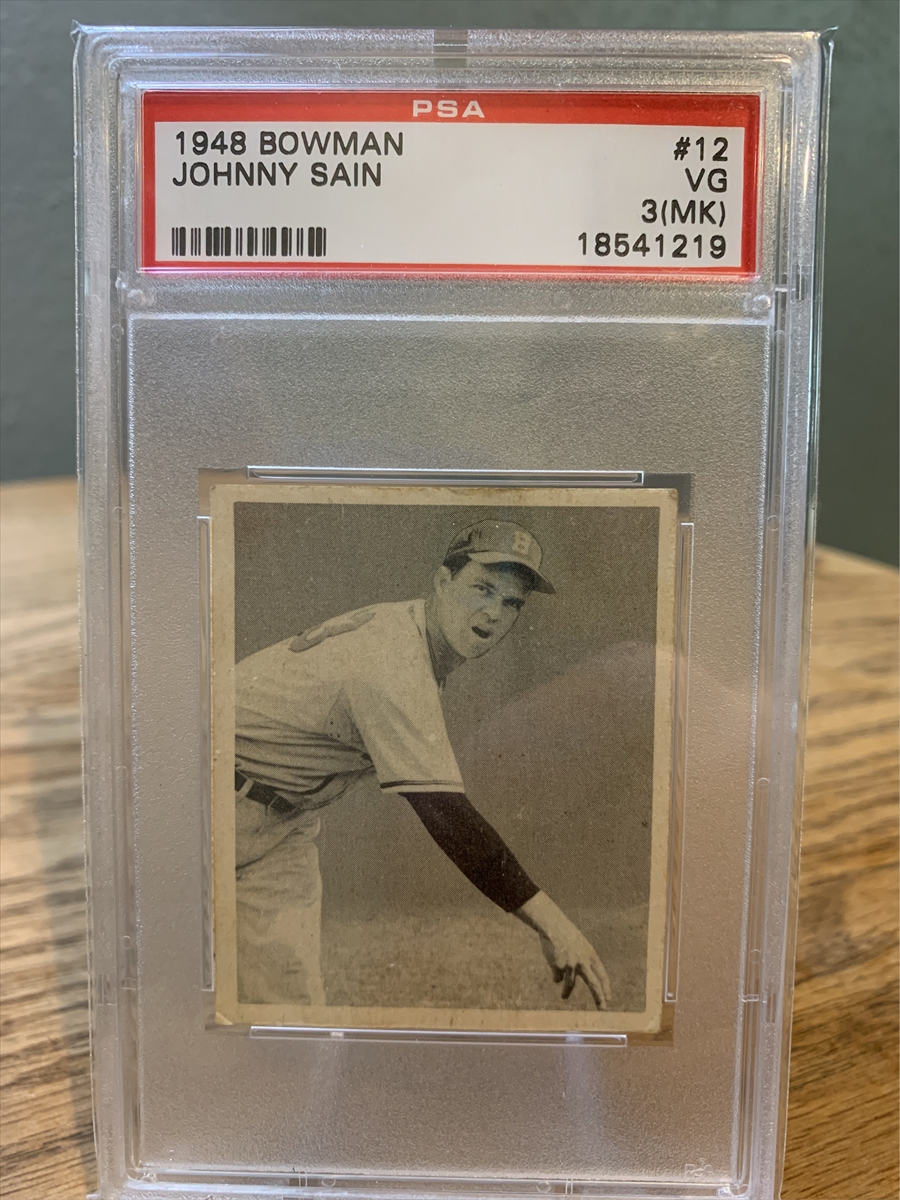 PSA
1948 BOWMAN #12
JOHNNY SAIN VG
3(MK)
18541219
B